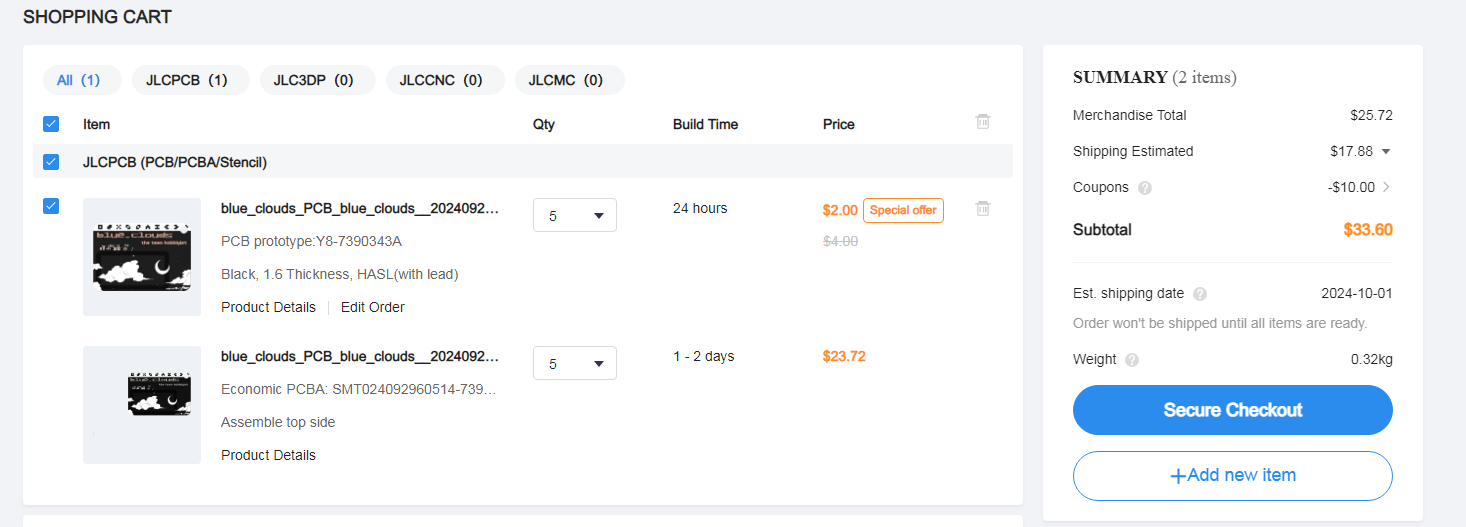 SHOPPING CART
All (1) JLCPCB (1) JLC3DP (0) JLCCNC (0) JLCMC (0)
Item Qty Build Time Price
JLCPCB (PCB/PCBA/Stencil)
blue_clouds_PCB_blue_clouds__2024092... 5 24 hours $2.00 Special offer
PCB prototype:Y8-7390343A $4.00
Black, 1.6 Thickness, HASL(with lead)
Product Details Edit Order
blue_clouds
blue_clouds_PCB_blue_clouds__2024092... 5 1 - 2 days $23.72
Economic PCBA: SMT024092960514-739...
Assemble top side
Product Details
blue_clouds
SUMMARY (2 items)
Merchandise Total $25.72
Shipping Estimated $17.88
Coupons ? -$10.00
Subtotal $33.60
Est. shipping date ? 2024-10-01
Order won't be shipped until all items are ready.
Weight ? 0.32kg
Secure Checkout
+Add new item